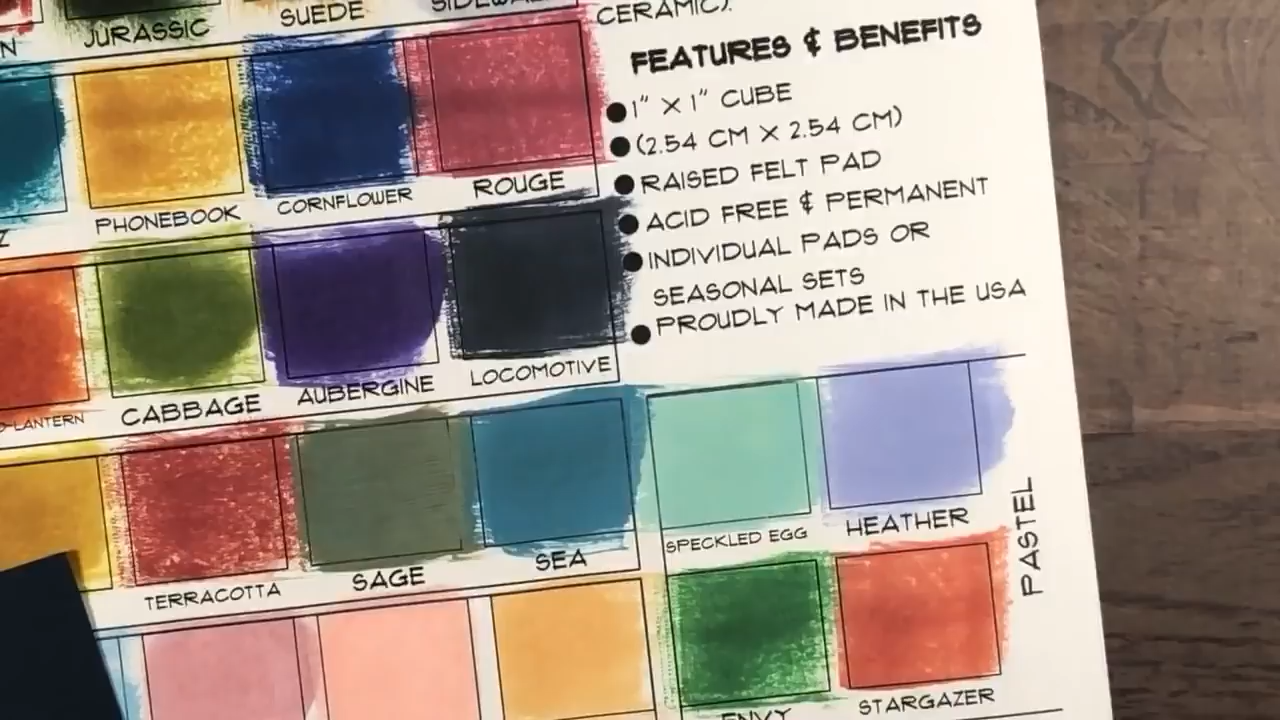 JURASSIC
SUEDE
CERAMIC).
FEATURES & BENEFITS
1" X 1" CUBE
(2.54 CM X 2.54 CM)
RAISED FELT PAD
ACID FREE & PERMANENT
INDIVIDUAL PADS OR
SEASONAL SETS
PROUDLY MADE IN THE USA
PHONEBOOK
CORNFLOWER
ROUGE
LANTERN
CABBAGE
AUBERGINE
LOCOMOTIVE
TERRACOTTA
SAGE
SEA
SPECKLED EGG
HEATHER
PASTEL
ENVY
STARGAZER